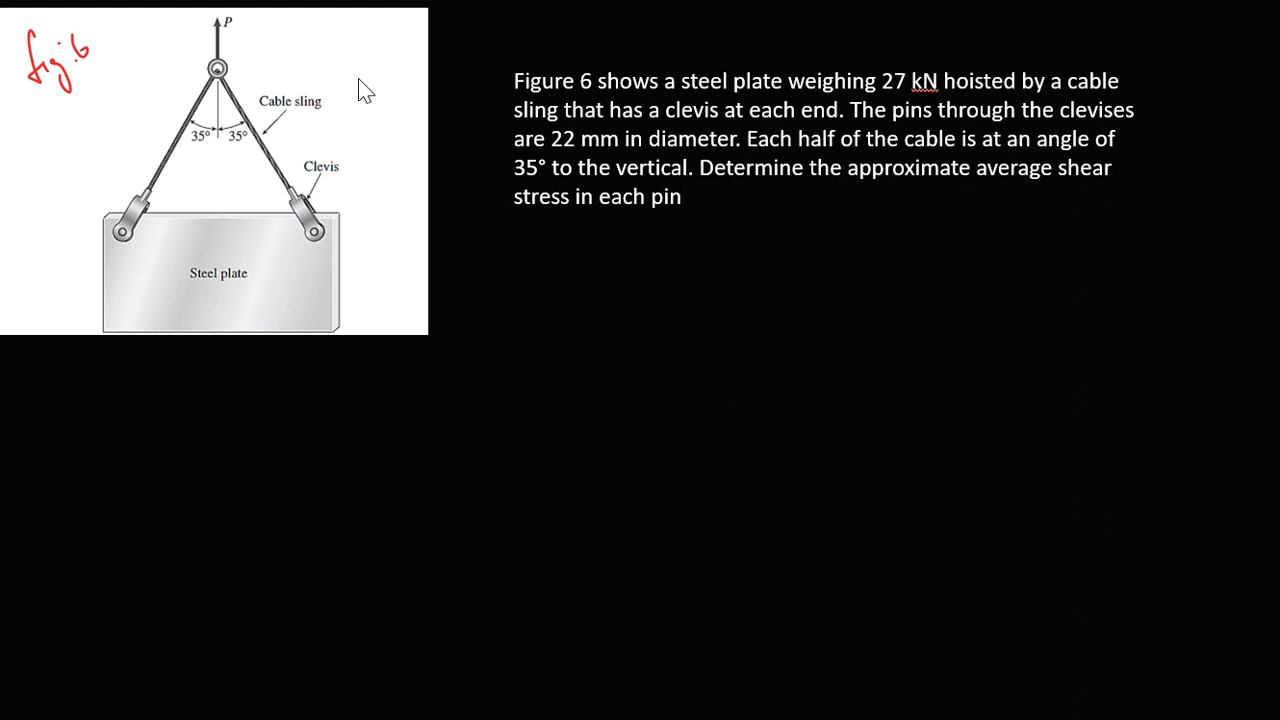 fig:6
P
Cable sling
35° 35°
Clevis
Steel plate
Figure 6 shows a steel plate weighing 27 kN hoisted by a cable
sling that has a clevis at each end. The pins through the clevises
are 22 mm in diameter. Each half of the cable is at an angle of
35° to the vertical. Determine the approximate average shear
stress in each pin